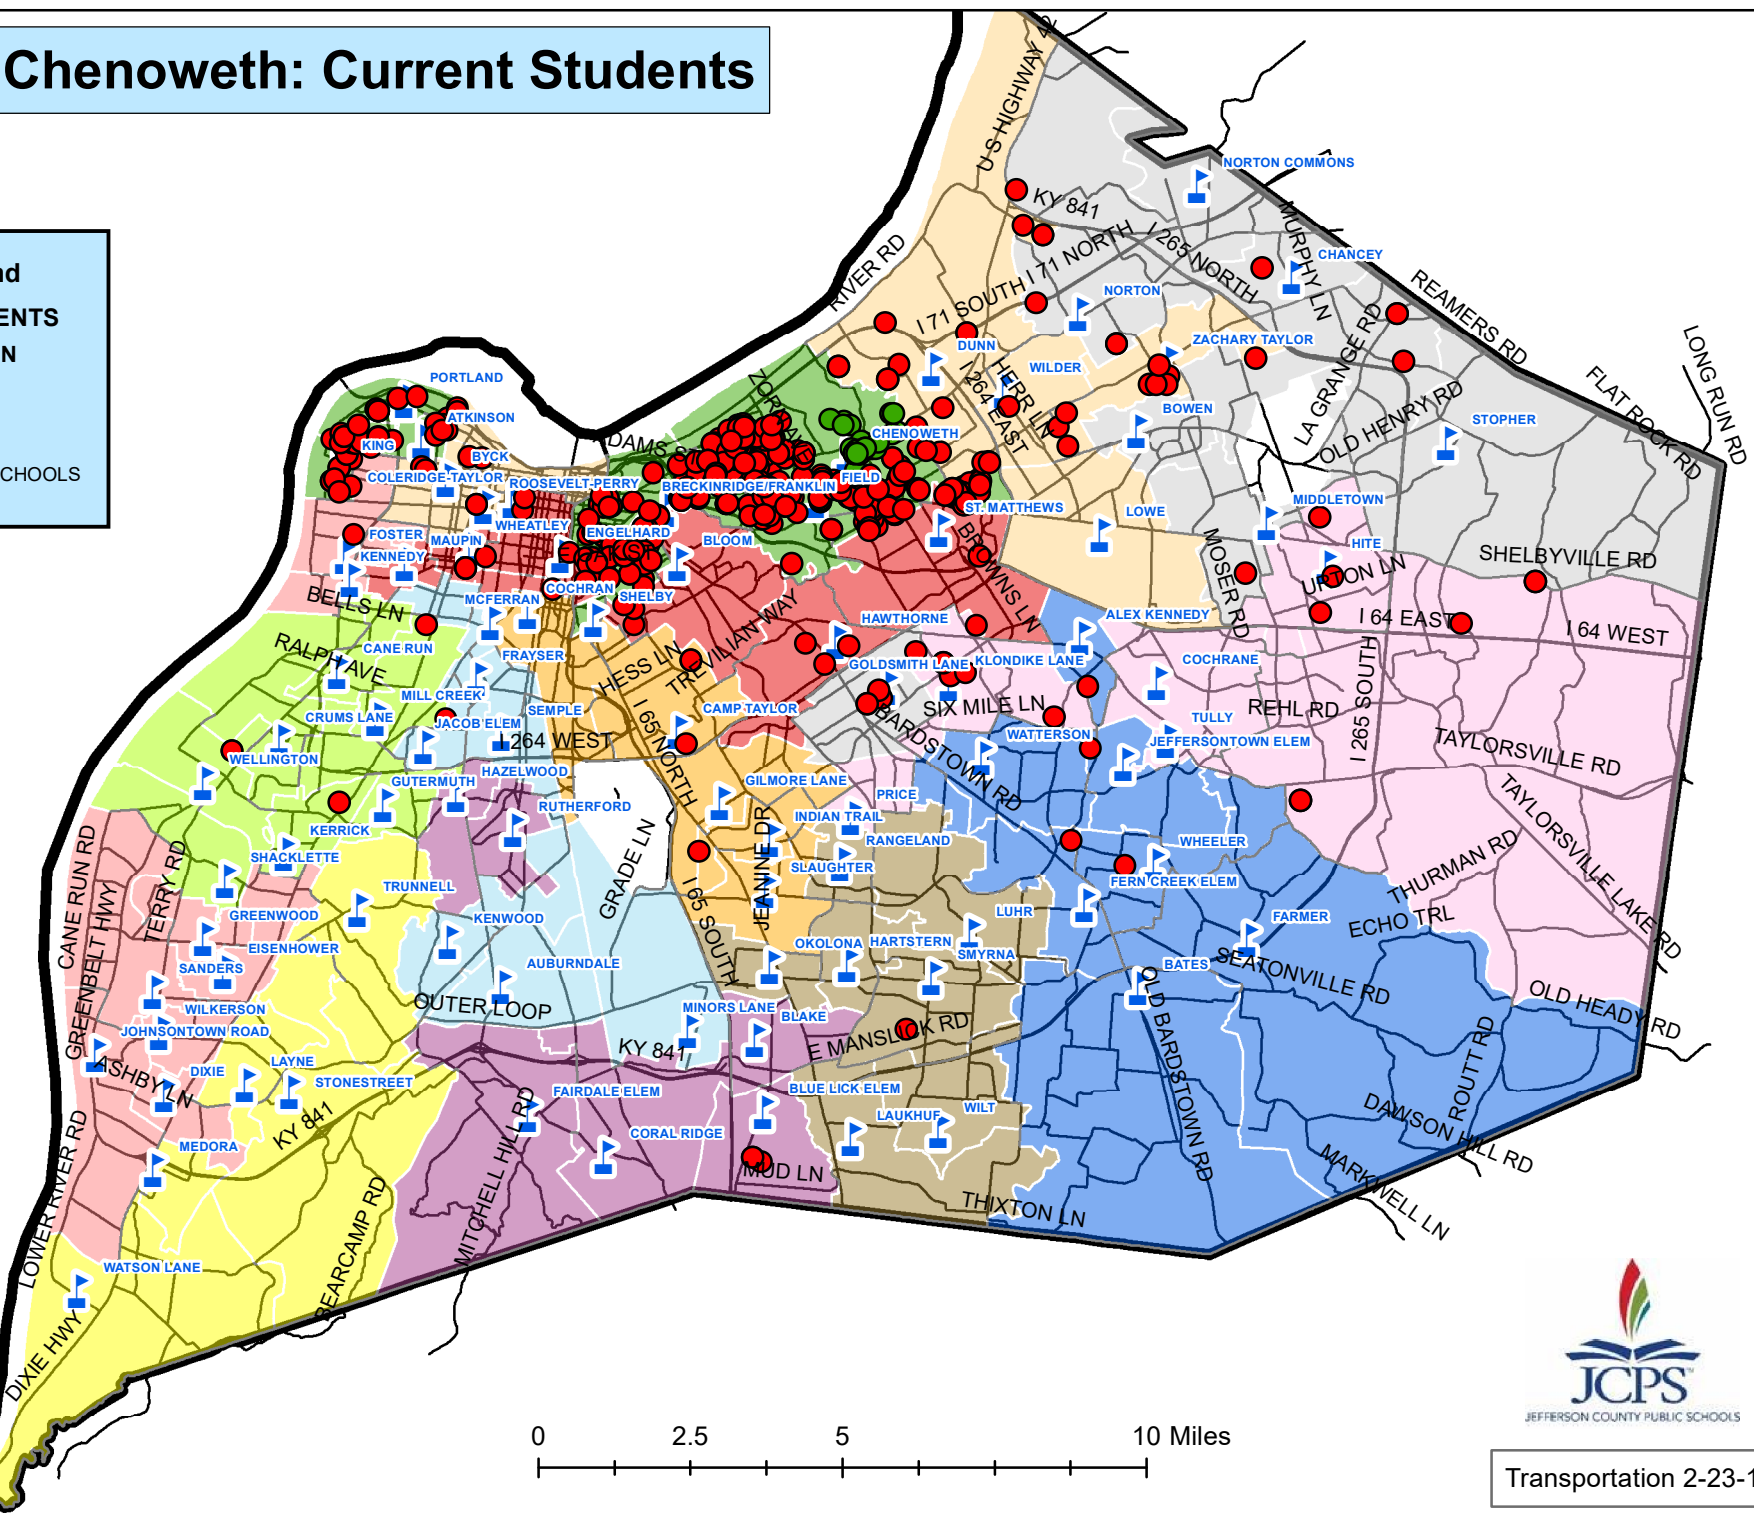 Chenoweth: Current Students
ENTS
N
CHOOLS
U S HIGHWAY 42
NORTON COMMONS
KY 841
I 71 NORTH
I 265 NORTH
MURPHY LN
CHANCEY
RIVER RD
I 71 SOUTH
NORTON
REAMERS RD
LONG RUN RD
DUNN
ZACHARY TAYLOR
LA GRANGE RD
I 264 EAST
HERR LN
WILDER
FLAT ROCK RD
PORTLAND
BOWEN
OLD HENRY RD
STOPHER
ATKINSON
ADAMS ST
CHENOWETH
KING
BYCK
COLERIDGE-TAYLOR
ROOSEVELT-PERRY
BRECKINRIDGE/FRANKLIN
FIELD
ST. MATTHEWS
LOWE
MIDDLETOWN
FOSTER
WHEATLEY
MAUPIN
ENGELHARD
BLOOM
BROWNS LN
MOSER RD
HITE
SHELBYVILLE RD
KENNEDY
UPTON LN
BELLS LN
MCFERRAN
COCHRAN
SHELBY
HAWTHORNE
ALEX KENNEDY
I 64 EAST
I 64 WEST
RALPH AVE
CANE RUN
FRAYSER
HESS LN
TREVILIAN WAY
GOLDSMITH LANE
KLONDIKE LANE
COCHRANE
MILL CREEK
SEMPLE
CAMP TAYLOR
SIX MILE LN
REHL RD
I 265 SOUTH
CRUMS LANE
JACOB ELEM
I 264 WEST
I 65 NORTH
BARDSTOWN RD
WATTERSON
TULLY
JEFFERSONTOWN ELEM
TAYLORSVILLE RD
WELLINGTON
GUTERMUTH
HAZELWOOD
GILMORE LANE
PRICE
RUTHERFORD
INDIAN TRAIL
TAYLORSVILLE LAKE RD
KERRICK
GRADE LN
JEANINE DR
RANGELAND
WHEELER
THURMAN RD
CANE RUN RD
TERRY RD
SHACKLETTE
SLAUGHTER
FERN CREEK ELEM
GREENBELT HWY
TRUNNELL
GREENWOOD
KENWOOD
I 65 SOUTH
LUHR
FARMER
ECHO TRL
EISENHOWER
SANDERS
AUBURNDALE
OKOLONA
HARTSTERN
SMYRNA
BATES
SEATONVILLE RD
OLD HEADY RD
WILKERSON
OUTER LOOP
MINORS LANE
BLAKE
JOHNSONTOWN ROAD
KY 841
E MANSLICK RD
OLD BARDSTOWN RD
ROUTT RD
ASHBY LN
DIXIE
LAYNE
STONESTREET
FAIRDALE ELEM
BLUE LICK ELEM
LAUKHUF
WILT
DAWSON HILL RD
KY 841
CORAL RIDGE
MEDORA
MITCHELL HILL RD
MUD LN
MARKWELL LN
LOWER RIVER RD
BEARCAMP RD
THIXTON LN
WATSON LANE
DIXIE HWY
JCPS
JEFFERSON COUNTY PUBLIC SCHOOLS
0 2.5 5 10 Miles
Transportation 2-23-1